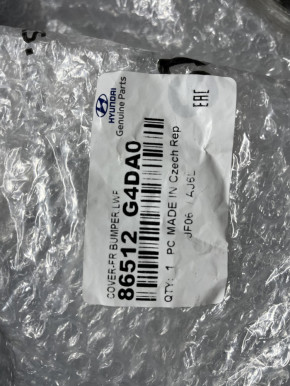 HYUNDAI
Genuine Parts
EAC
COVER-FR BUMPER,LWR
86512 G4DA0
QTY: 1 PC MADE IN Czech Rep